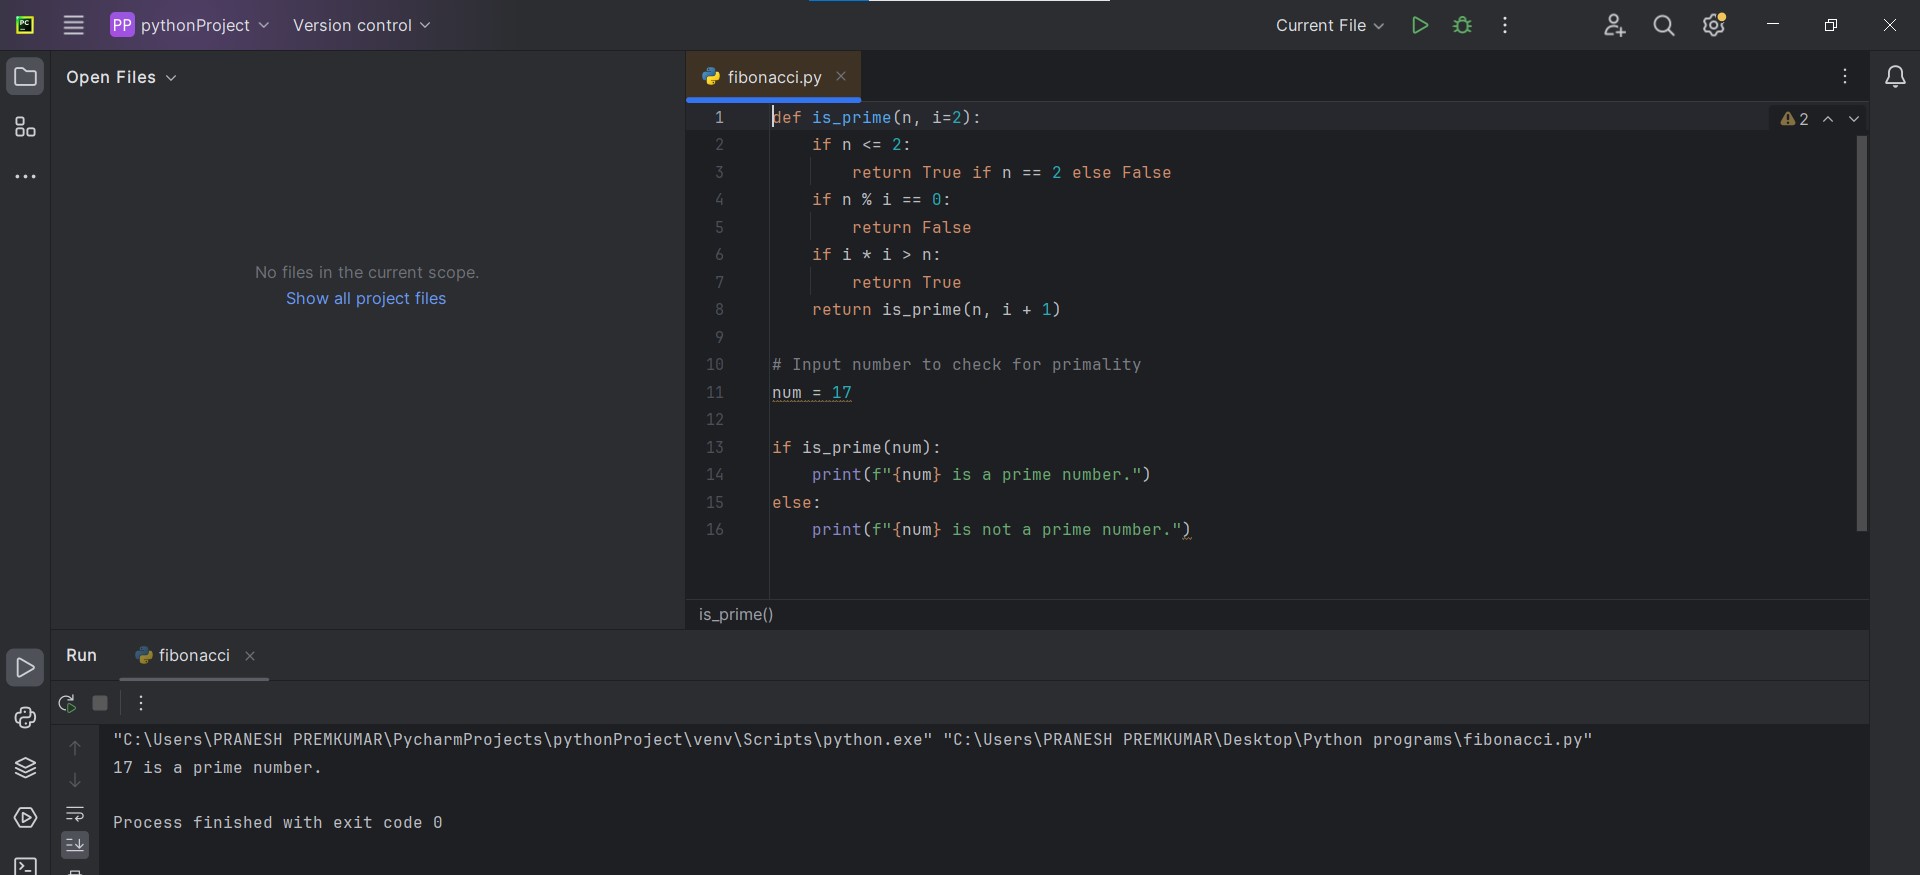 PC
PP pythonProject
Version control
Current File
Open Files
fibonacci.py
No files in the current scope.
Show all project files
1 def is_prime(n, i=2):
2     if n <= 2:
3         return True if n == 2 else False
4     if n % i == 0:
5         return False
6     if i * i > n:
7         return True
8     return is_prime(n, i + 1)
9
10 # Input number to check for primality
11 num = 17
12
13 if is_prime(num):
14     print(f"{num} is a prime number.")
15 else:
16     print(f"{num} is not a prime number.")
2
is_prime()
Run
fibonacci
"C:\Users\PRANESH PREMKUMAR\PycharmProjects\pythonProject\venv\Scripts\python.exe" "C:\Users\PRANESH PREMKUMAR\Desktop\Python programs\fibonacci.py"
17 is a prime number.
Process finished with exit code 0